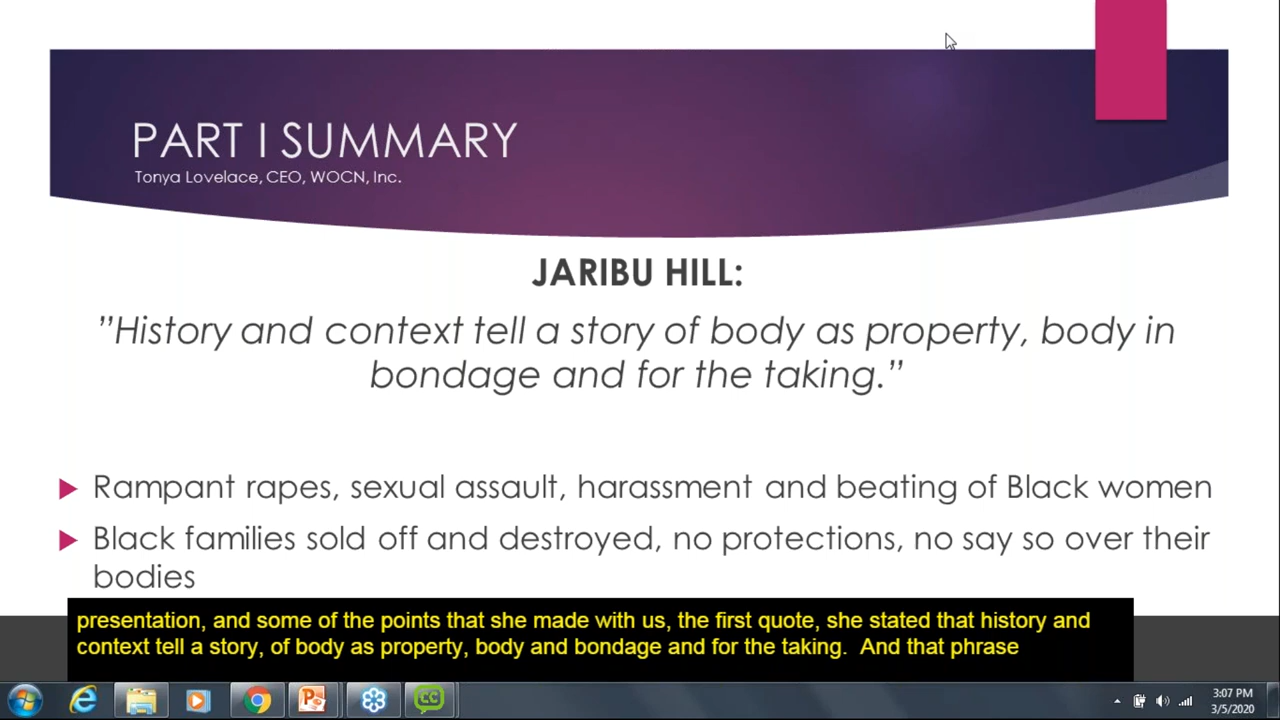 PART I SUMMARY
Tonya Lovelace, CEO, WOCN, Inc.
JARIBU HILL:
”History and context tell a story of body as property, body in
bondage and for the taking.”
Rampant rapes, sexual assault, harassment and beating of Black women
Black families sold off and destroyed, no protections, no say so over their
bodies
presentation, and some of the points that she made with us, the first quote, she stated that history and
context tell a story, of body as property, body and bondage and for the taking.  And that phrase
3:07 PM
3/5/2020